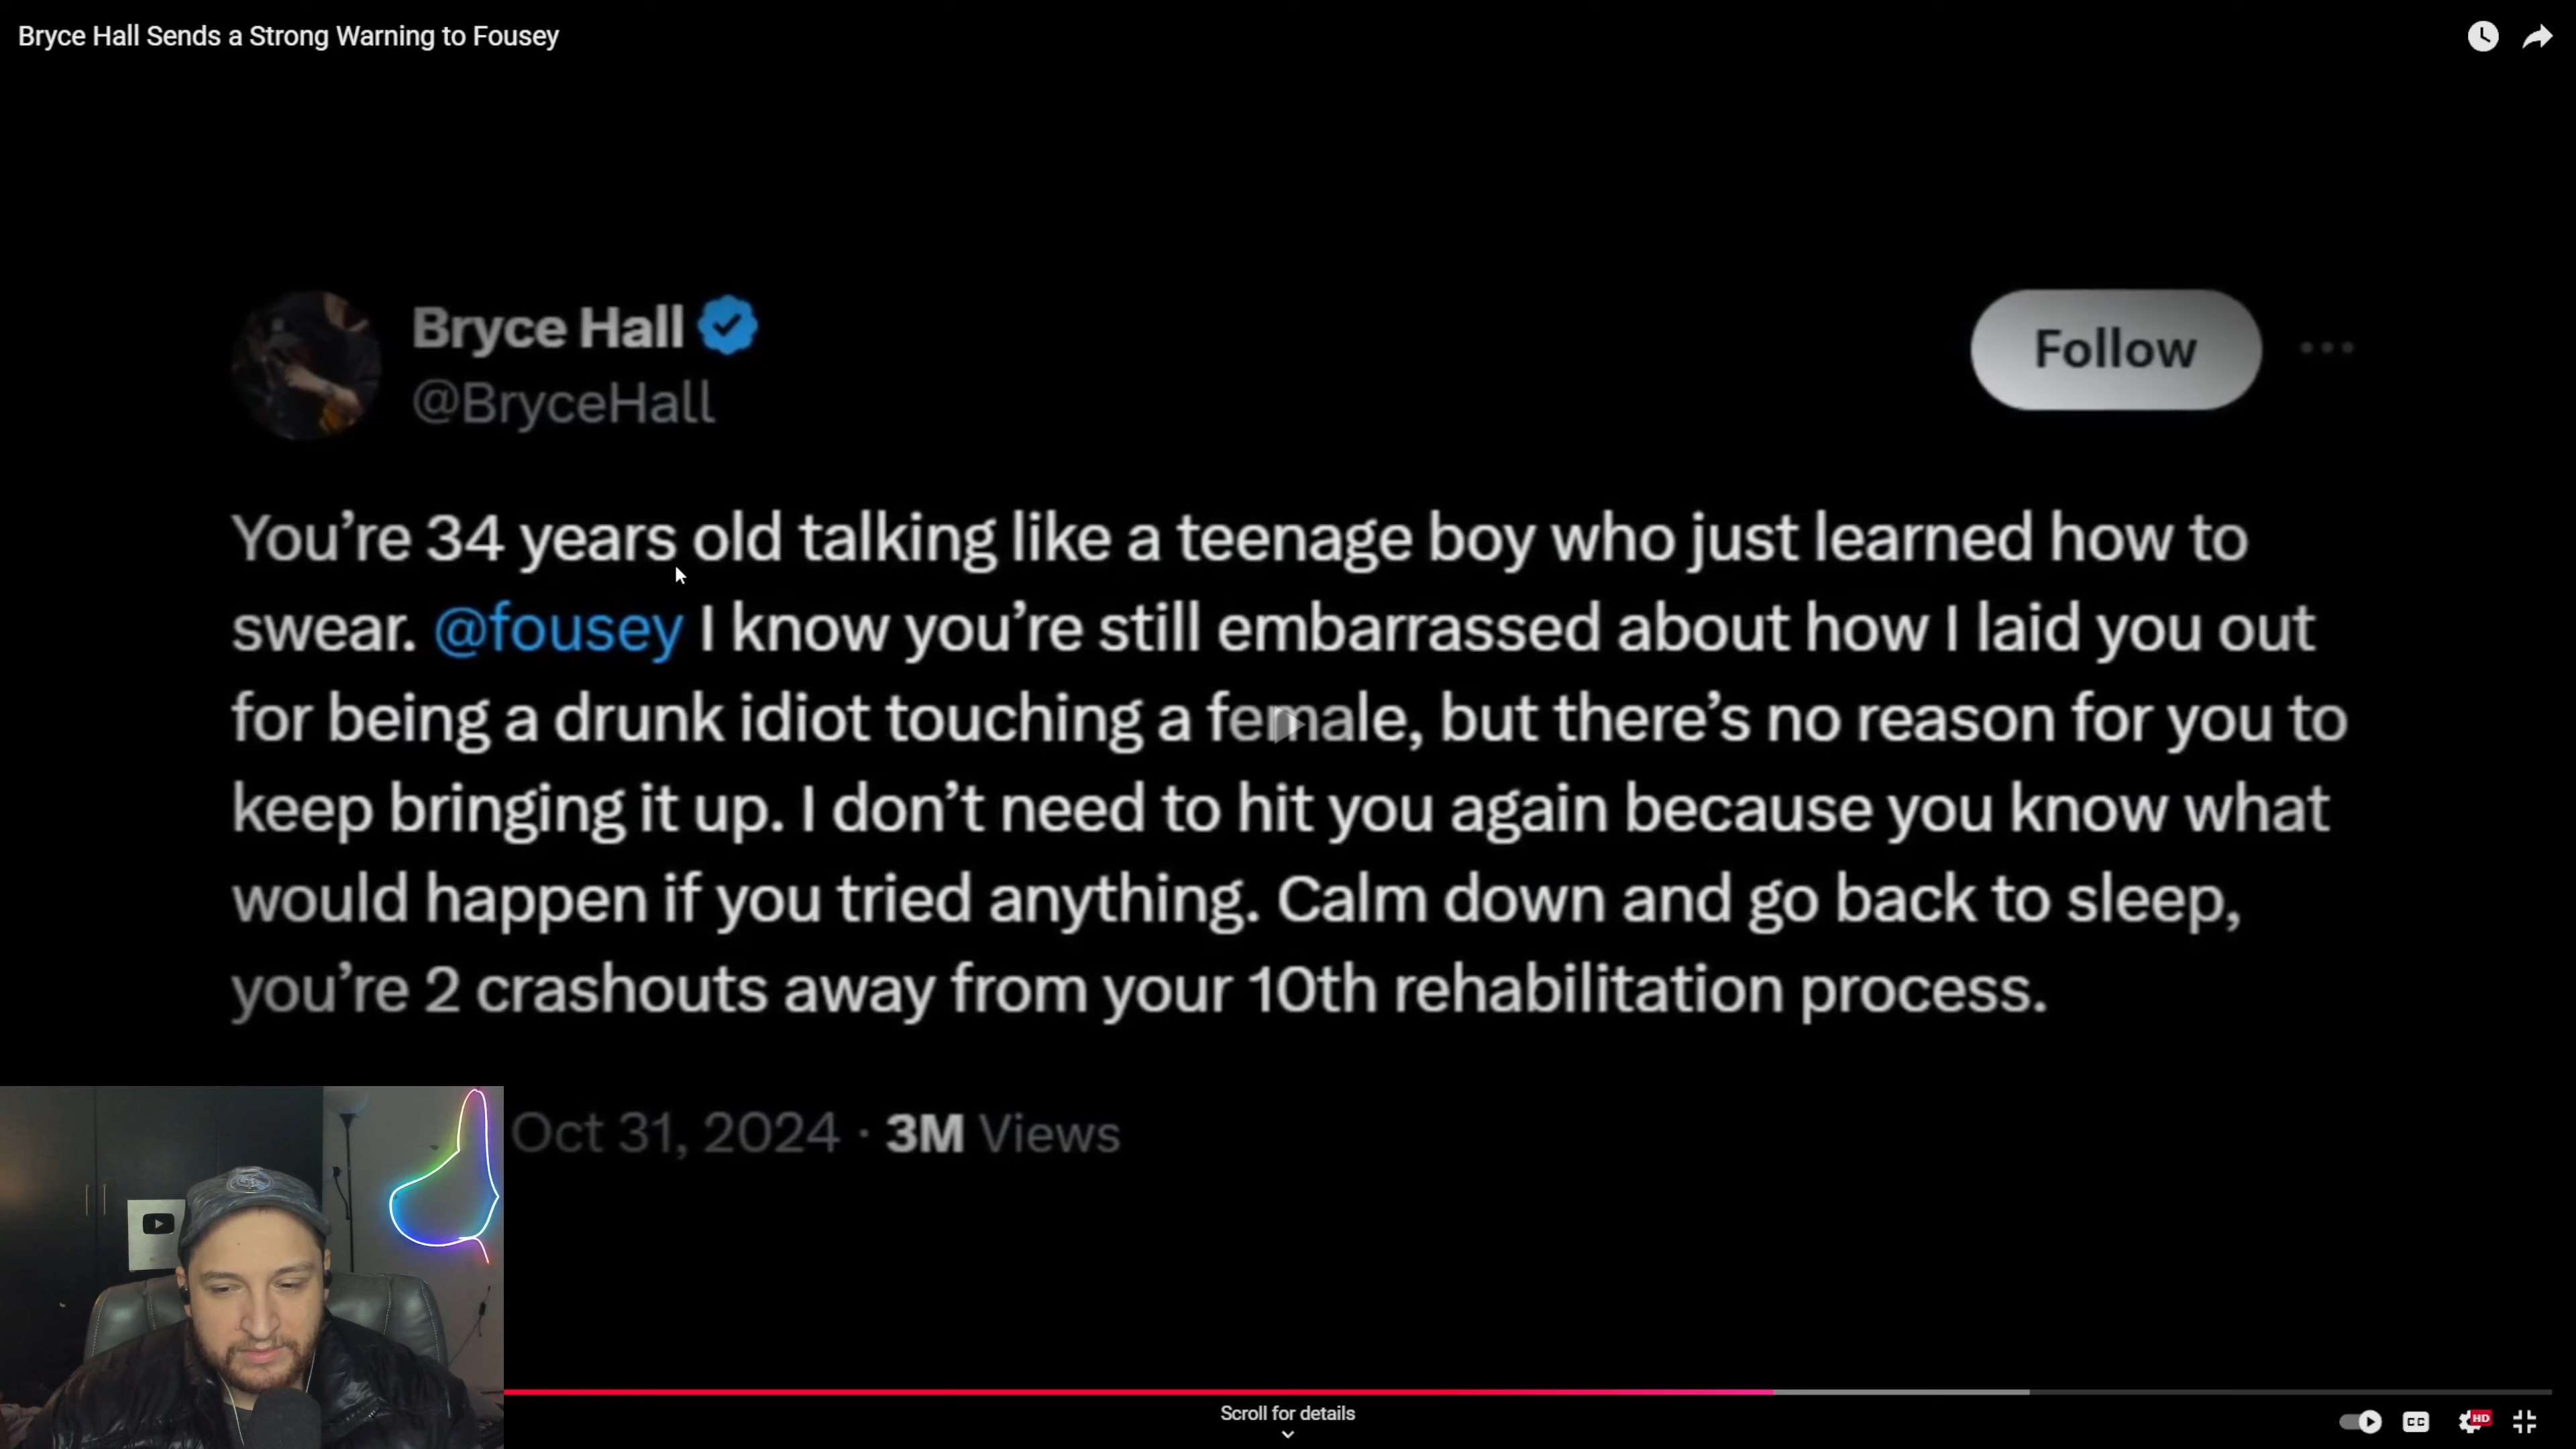 Bryce Hall Sends a Strong Warning to Fousey
Bryce Hall
@BryceHall
Follow
You’re 34 years old talking like a teenage boy who just learned how to
swear. @fousey I know you’re still embarrassed about how I laid you out
for being a drunk idiot touching a female, but there’s no reason for you to
keep bringing it up. I don’t need to hit you again because you know what
would happen if you tried anything. Calm down and go back to sleep,
you’re 2 crashouts away from your 10th rehabilitation process.
Oct 31, 2024 · 3M Views
Scroll for details
CC
HD